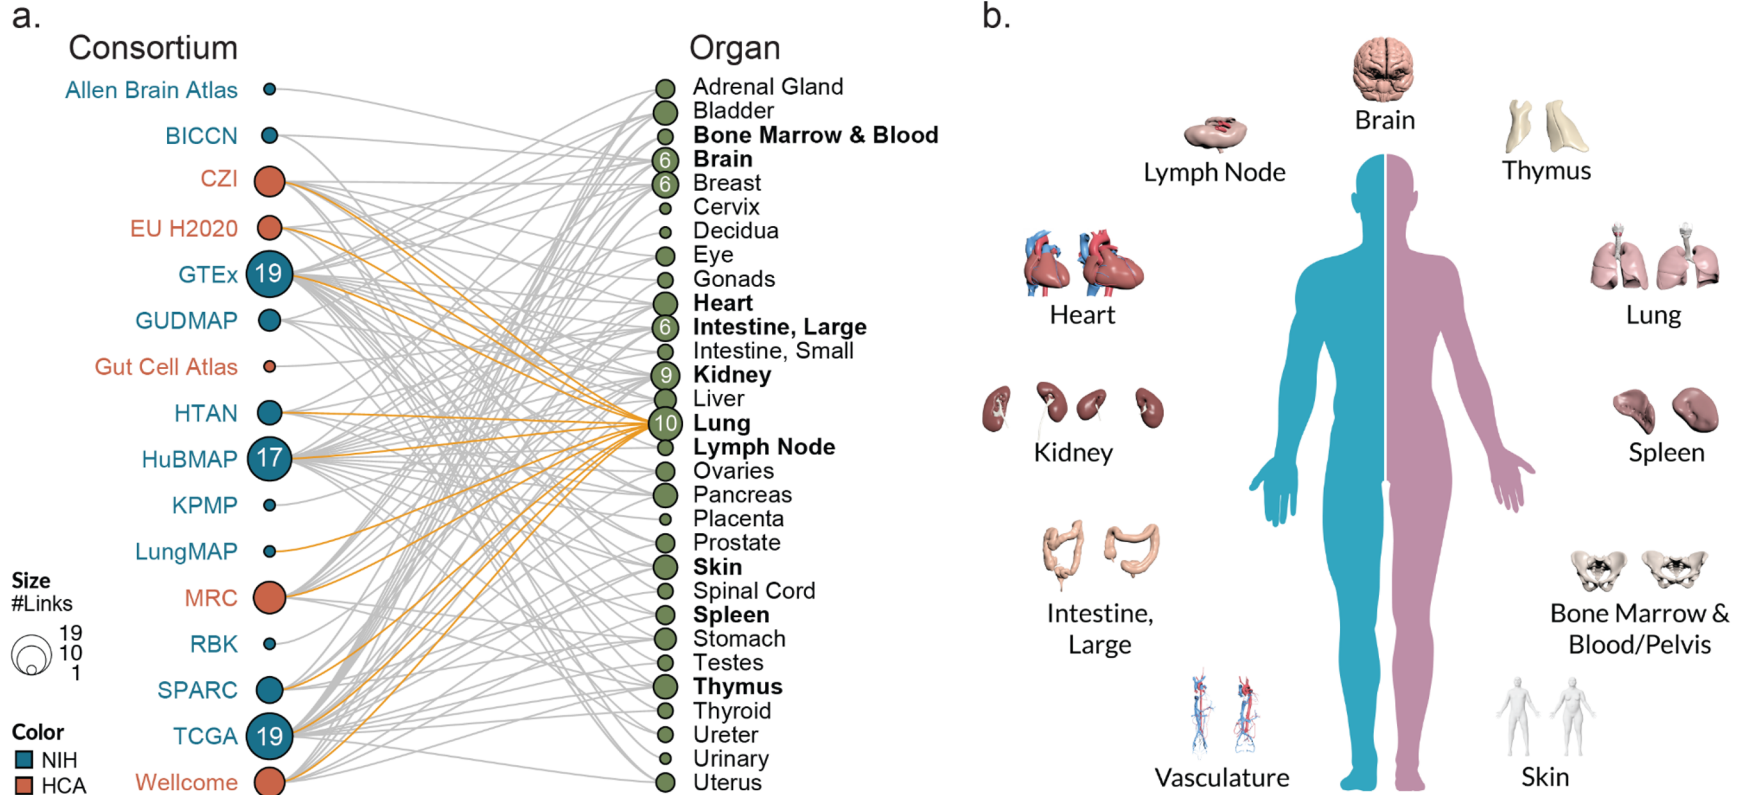 a.
Consortium
Allen Brain Atlas
BICCN
CZI
EU H2020
GTEx
19
GUDMAP
Gut Cell Atlas
HTAN
HuBMAP
17
KPMP
LungMAP
MRC
RBK
SPARC
TCGA
19
Wellcome
Size
#Links
19
10
1
Color
NIH
HCA
Organ
Adrenal Gland
Bladder
Bone Marrow & Blood
6 Brain
6 Breast
Cervix
Decidua
Eye
Gonads
Heart
6 Intestine, Large
Intestine, Small
9 Kidney
Liver
10 Lung
Lymph Node
Ovaries
Pancreas
Placenta
Prostate
Skin
Spinal Cord
Spleen
Stomach
Testes
Thymus
Thyroid
Ureter
Urinary
Uterus
b.
Brain
Lymph Node
Thymus
Heart
Lung
Kidney
Spleen
Intestine,
Large
Bone Marrow &
Blood/Pelvis
Vasculature
Skin